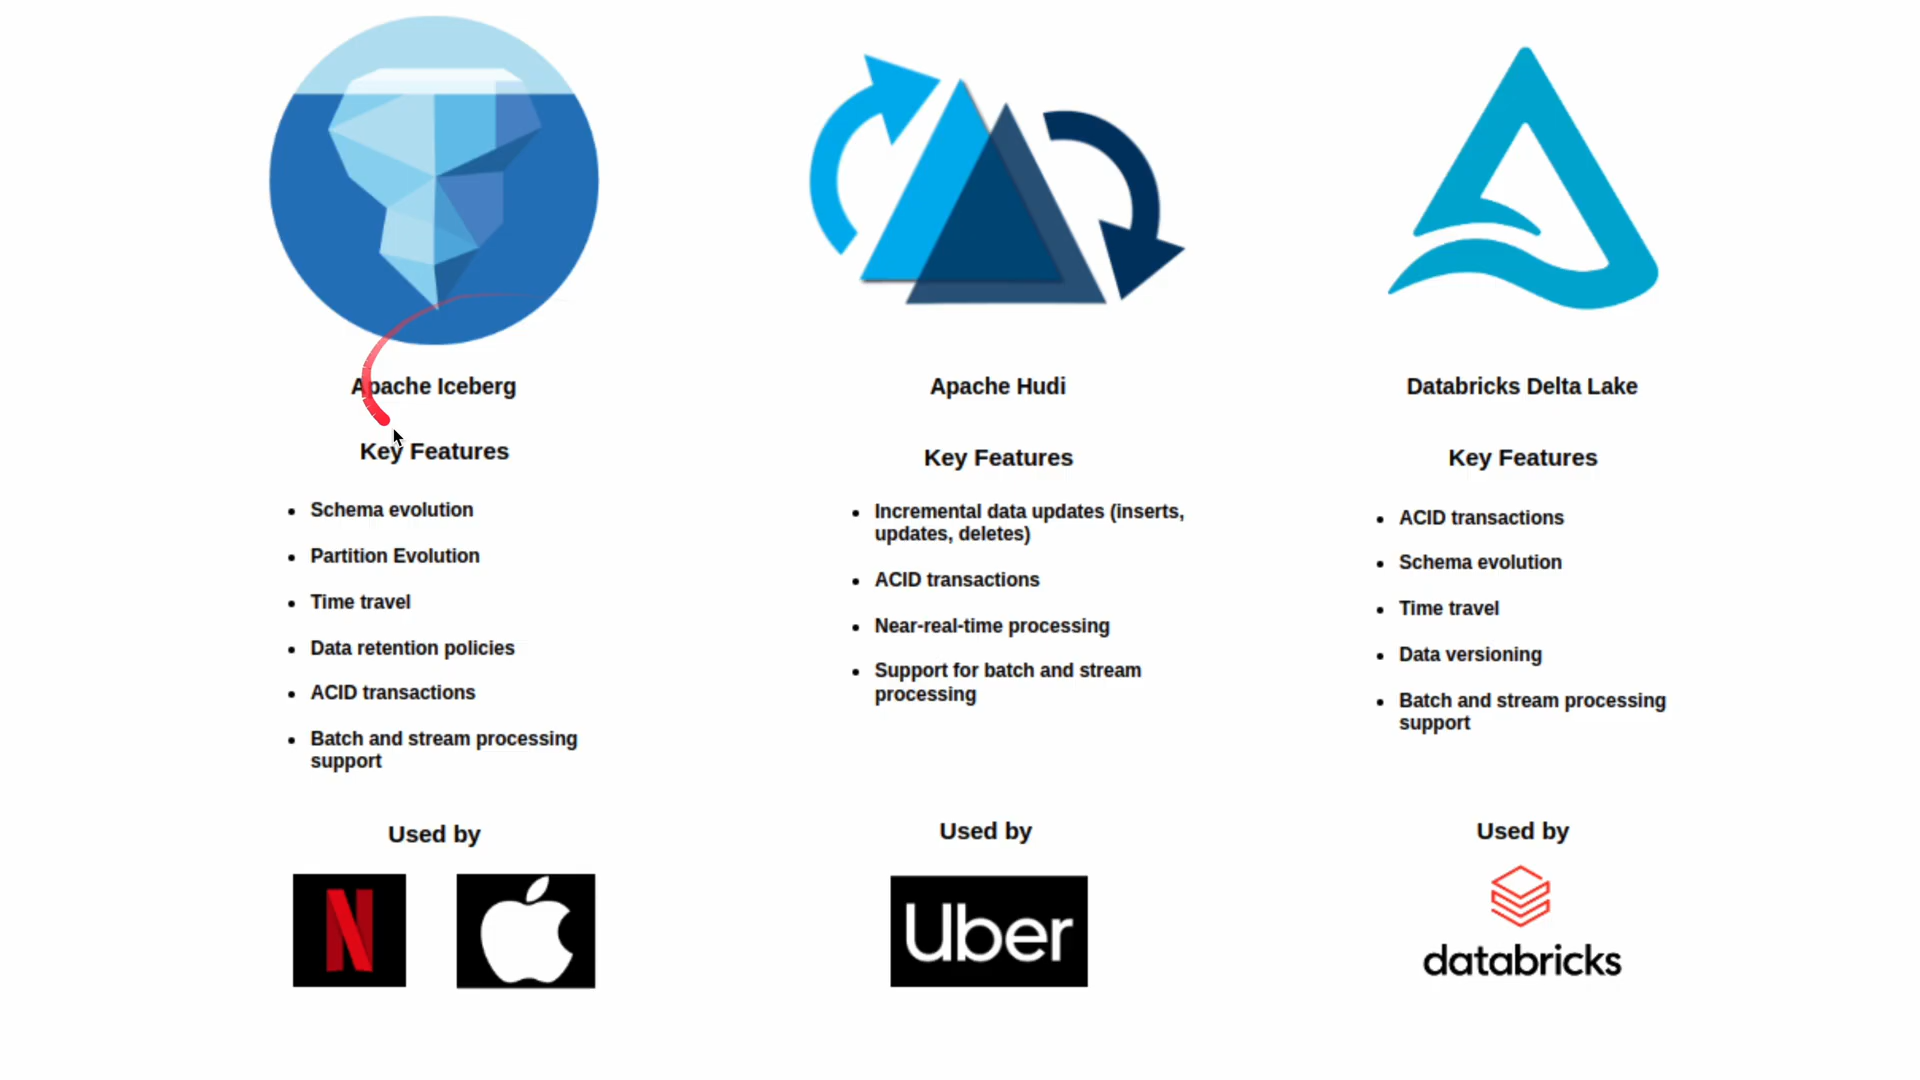 Apache Iceberg
Key Features
Schema evolution
Partition Evolution
Time travel
Data retention policies
ACID transactions
Batch and stream processing
support
Used by
N
Apache Hudi
Key Features
Incremental data updates (inserts,
updates, deletes)
ACID transactions
Near-real-time processing
Support for batch and stream
processing
Used by
Uber
Databricks Delta Lake
Key Features
ACID transactions
Schema evolution
Time travel
Data versioning
Batch and stream processing
support
Used by
databricks